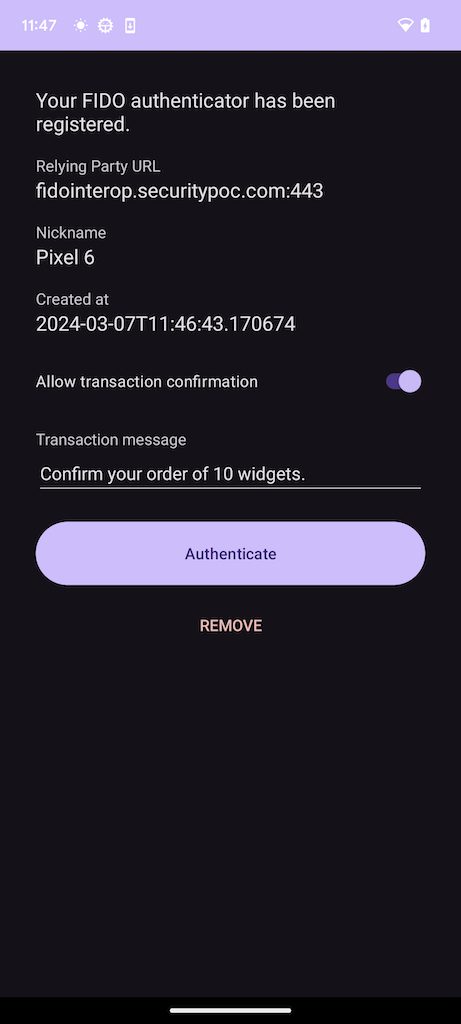 11:47
Your FIDO authenticator has been
registered.
Relying Party URL
fidointerop.securitypoc.com:443
Nickname
Pixel 6
Created at
2024-03-07T11:46:43.170674
Allow transaction confirmation
Transaction message
Confirm your order of 10 widgets.
Authenticate
REMOVE